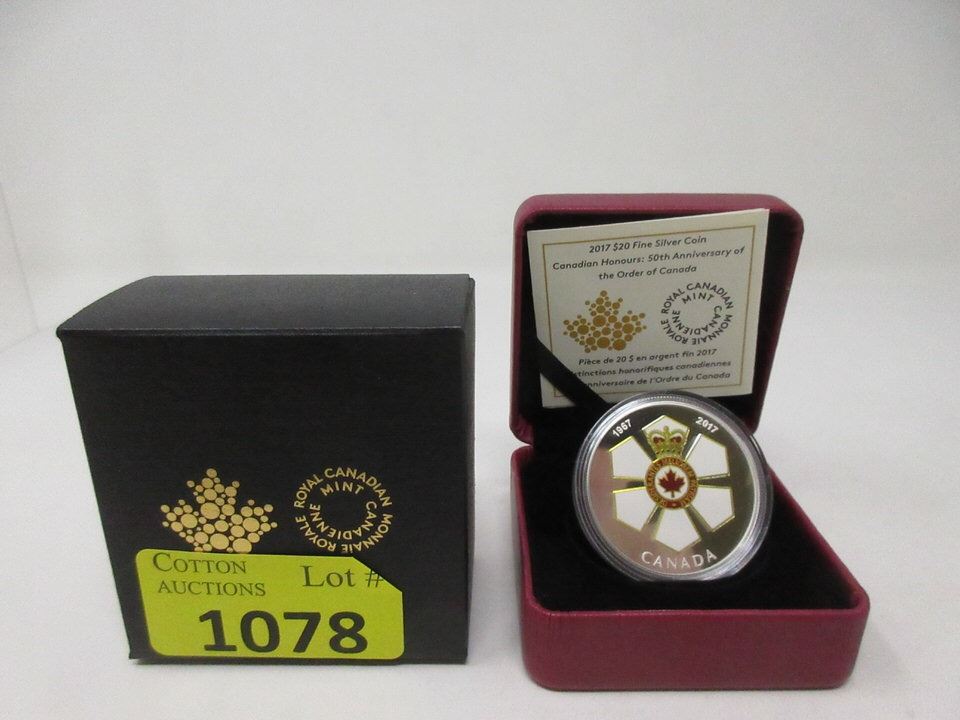 2017 $20 Fine Silver Coin
Canadian Honours: 50th Anniversary of
the Order of Canada
ROYAL CANADIAN
MINT
MONNAIE ROYALE
CANADIENNE
Pièce de 20 $ en argent fin 2017
tinctions honorifiques canadiennes
nniversaire de l'Ordre du Canada
1967 2017
CANADA
ROYAL CANADIAN
MINT
MONNAIE ROYALE
CANADIENNE
COTTON
AUCTIONS
Lot #
1078